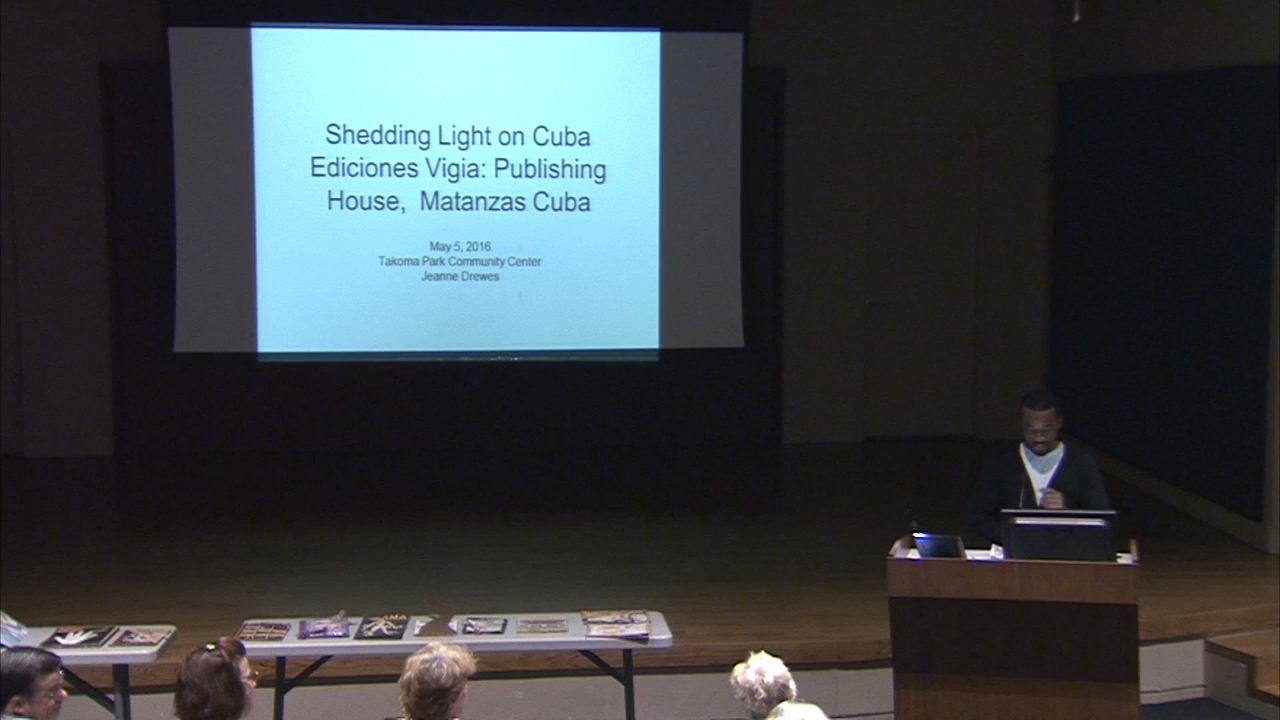 Shedding Light on Cuba
Ediciones Vigia: Publishing
House, Matanzas Cuba
May 5, 2016
Takoma Park Community Center
Jeanne Drewes